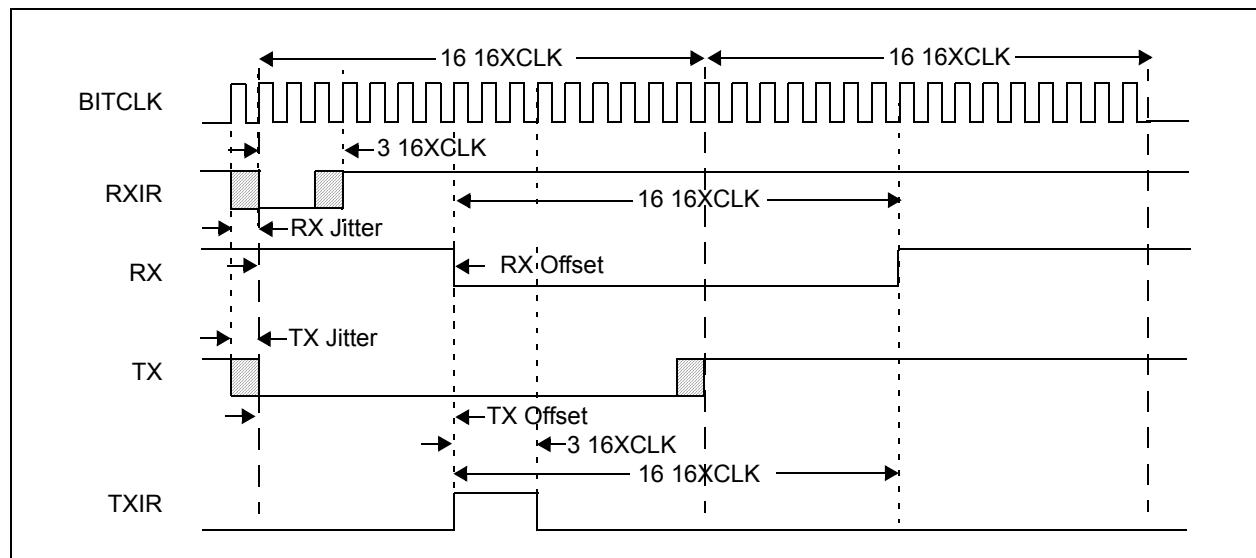 16 16XCLK
16 16XCLK
BITCLK
3 16XCLK
RXIR
16 16XCLK
RX Jitter
RX
RX Offset
TX Jitter
TX
TX Offset
3 16XCLK
16 16XCLK
TXIR